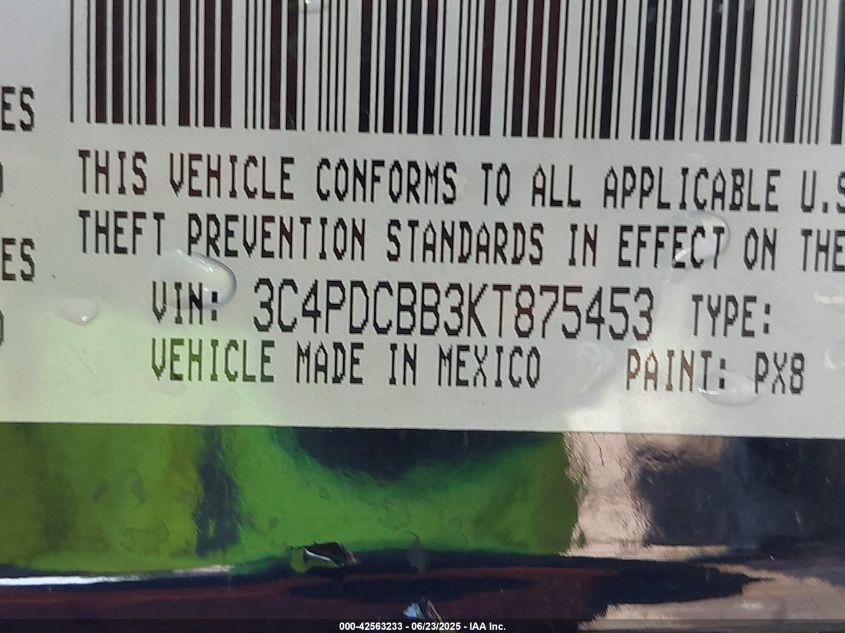 ES
THIS VEHICLE CONFORMS TO ALL APPLICABLE U.S
THEFT PREVENTION STANDARDS IN EFFECT ON THE
ES
VIN: 3C4PDCBB3KT875453 TYPE:
VEHICLE MADE IN MEXICO PAINT: PX8
000-42563233 - 06/23/2025 - IAA Inc.